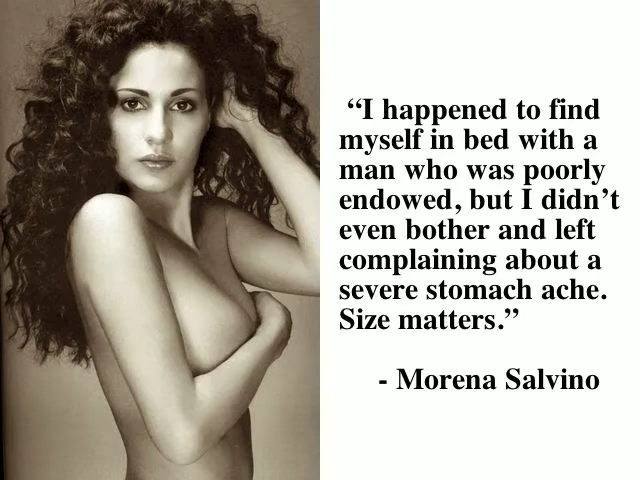 “I happened to find
myself in bed with a
man who was poorly
endowed, but I didn’t
even bother and left
complaining about a
severe stomach ache.
Size matters.”
- Morena Salvino